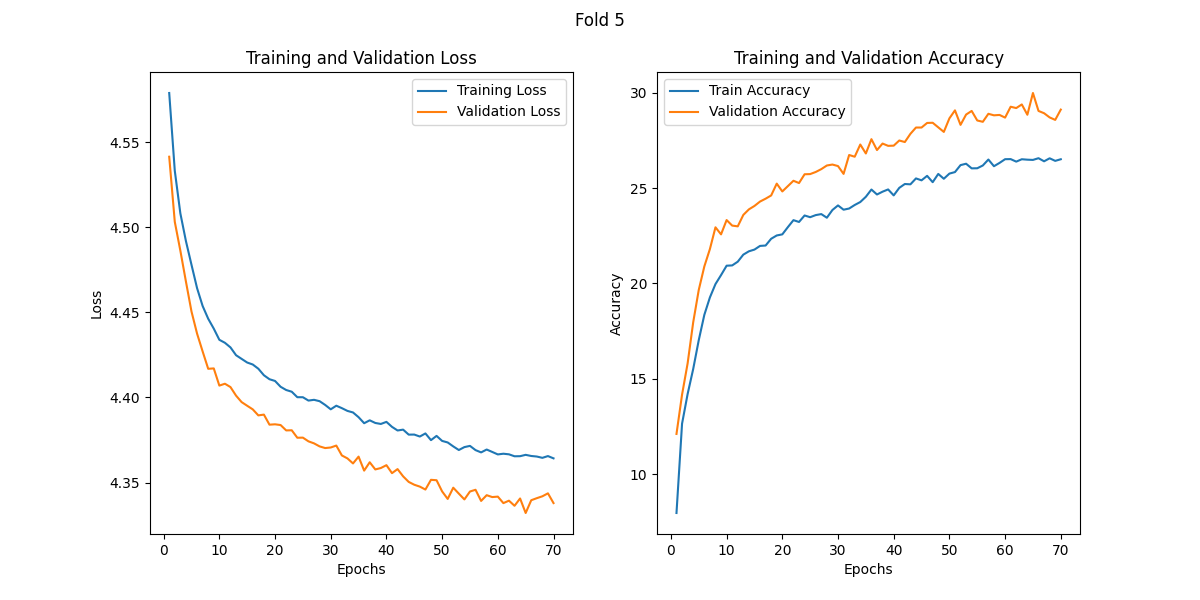 Fold 5
Training and Validation Loss
Training Loss
Validation Loss
4.55
4.50
4.45
4.40
4.35
Loss
0 10 20 30 40 50 60 70
Epochs
Training and Validation Accuracy
Train Accuracy
Validation Accuracy
30
25
20
15
10
Accuracy
0 10 20 30 40 50 60 70
Epochs